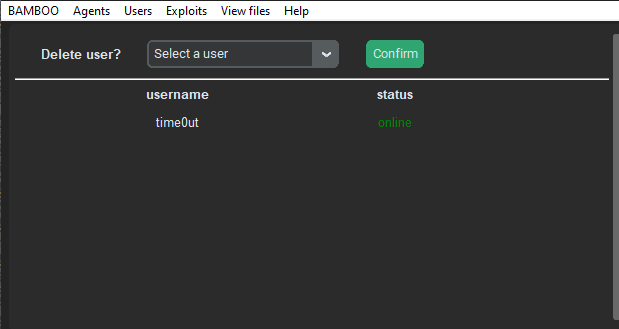 BAMBOO Agents Users Exploits View files Help
Delete user? Select a user Confirm
username status
time0ut online